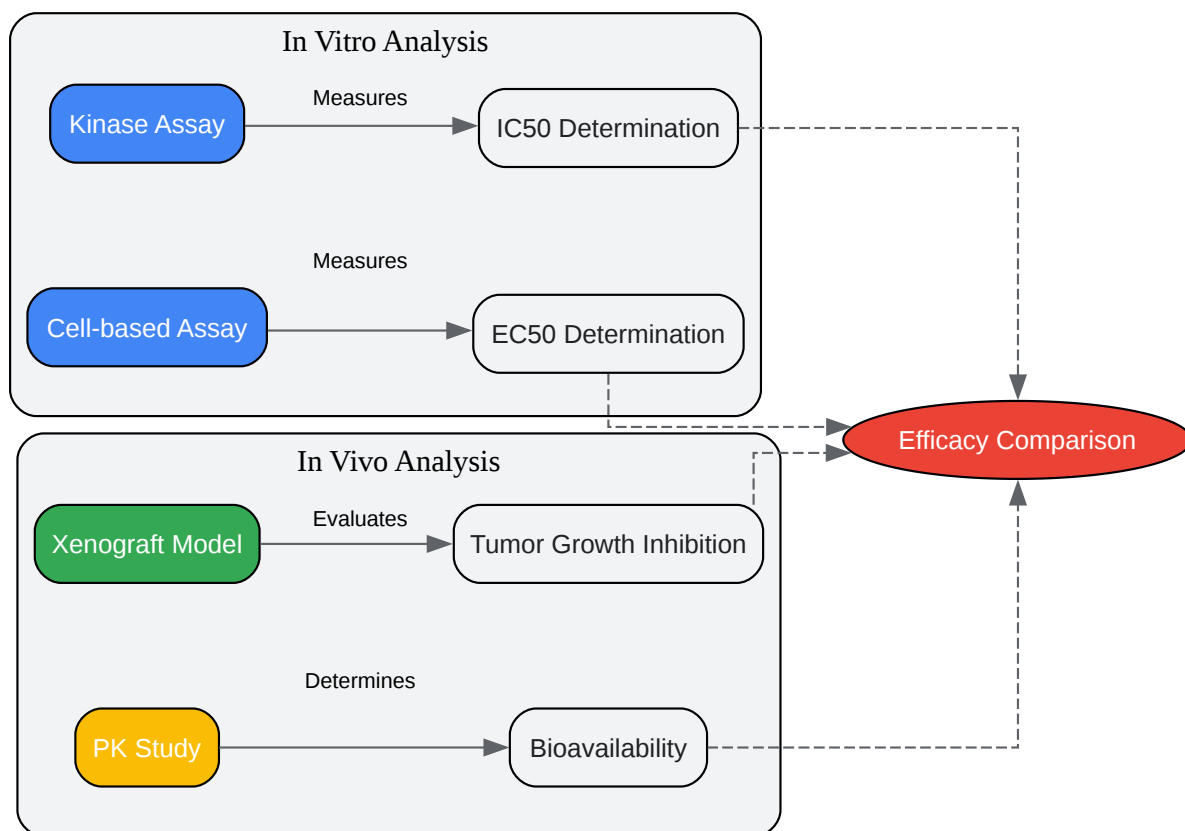 In Vitro Analysis
Measures
Kinase Assay
IC50 Determination
Measures
Cell-based Assay
EC50 Determination
Efficacy Comparison
In Vivo Analysis
Evaluates
Xenograft Model
Tumor Growth Inhibition
Determines
PK Study
Bioavailability